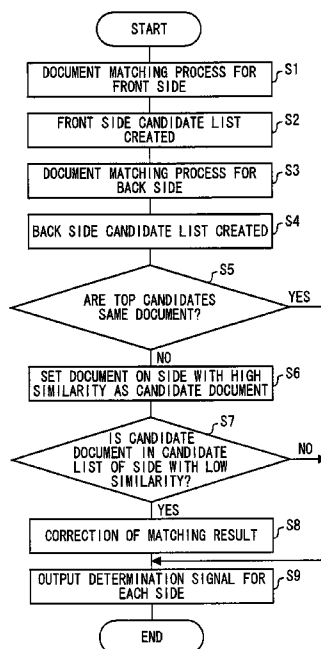 START
S1
DOCUMENT MATCHING PROCESS FOR
FRONT SIDE
S2
FRONT SIDE CANDIDATE LIST
CREATED
S3
DOCUMENT MATCHING PROCESS FOR
BACK SIDE
S4
BACK SIDE CANDIDATE LIST CREATED
S5
ARE TOP CANDIDATES
SAME DOCUMENT?
YES
NO
S6
SET DOCUMENT ON SIDE WITH HIGH
SIMILARITY AS CANDIDATE DOCUMENT
S7
IS CANDIDATE
DOCUMENT IN CANDIDATE
LIST OF SIDE WITH LOW
SIMILARITY?
NO
YES
S8
CORRECTION OF MATCHING RESULT
S9
OUTPUT DETERMINATION SIGNAL FOR
EACH SIDE
END